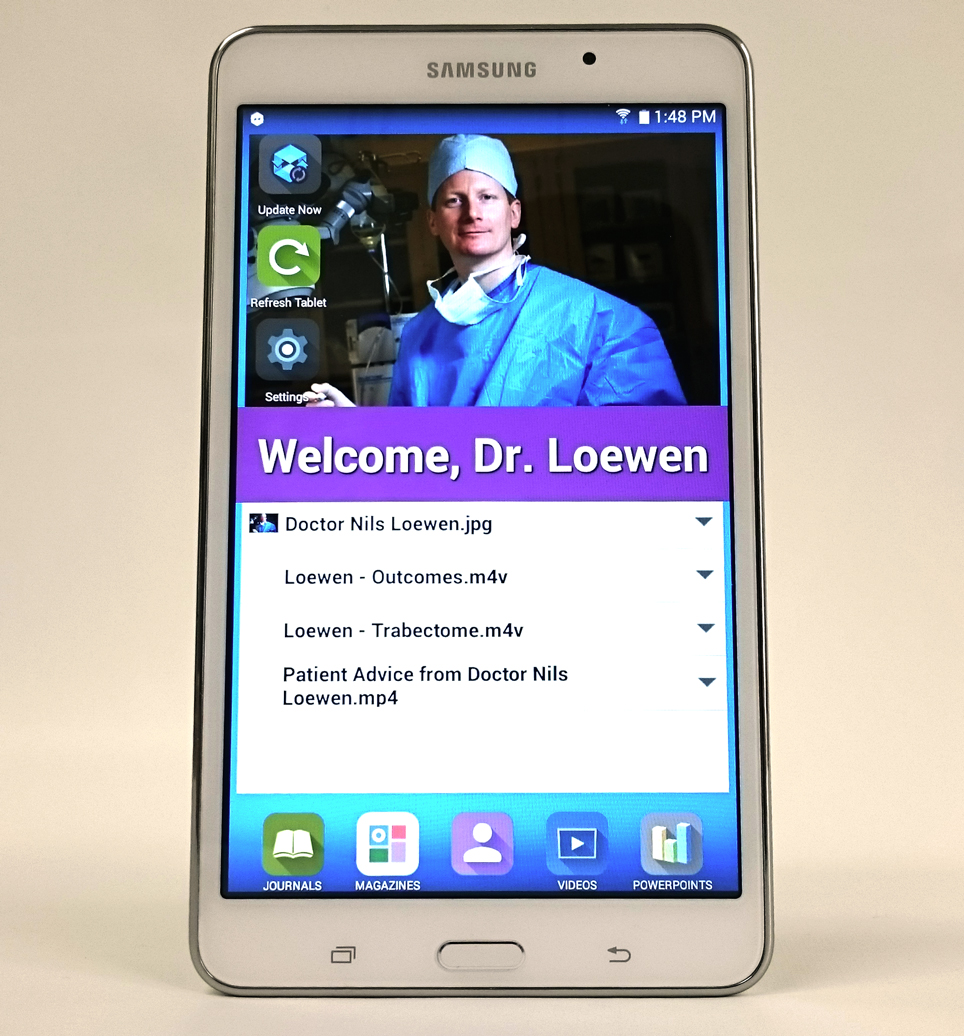 SAMSUNG
1:48 PM
Update Now
Refresh Tablet
Settings
Welcome, Dr. Loewen
Doctor Nils Loewen.jpg
Loewen - Outcomes.m4v
Loewen - Trabectome.m4v
Patient Advice from Doctor Nils
Loewen.mp4
JOURNALS
MAGAZINES
VIDEOS
POWERPOINTS